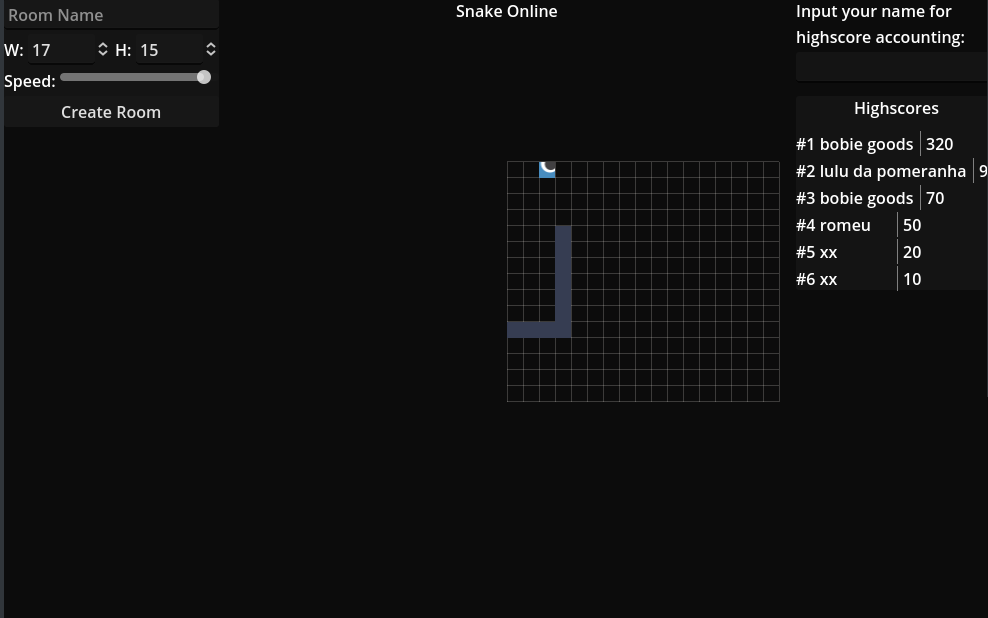 Room Name
W: 17 H: 15
Speed:
Create Room
Snake Online
Input your name for
highscore accounting:
Highscores
#1 bobie goods 320
#2 lulu da pomeranha 9
#3 bobie goods 70
#4 romeu 50
#5 xx 20
#6 xx 10